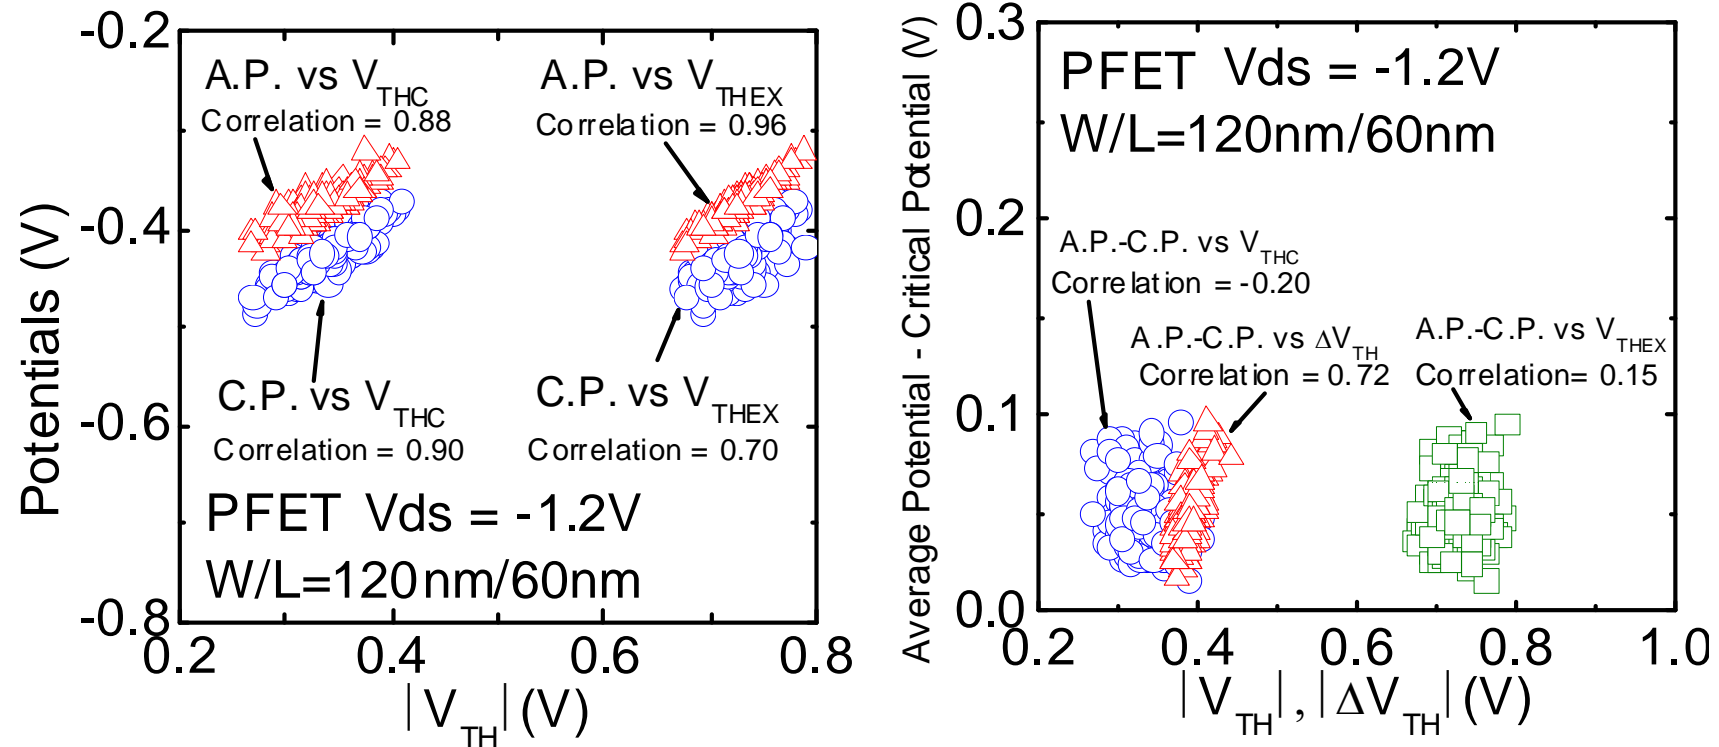 -0.2
A.P. vs VTHC
Correlation = 0.88
A.P. vs VTHEX
Correlation = 0.96
-0.4
Potentials (V)
C.P. vs VTHC
Correlation = 0.90
C.P. vs VTHEX
Correlation = 0.70
-0.6
PFET Vds = -1.2V
W/L=120nm/60nm
-0.8
0.2 0.4 0.6 0.8
|VTH| (V)
0.3
PFET Vds = -1.2V
W/L=120nm/60nm
0.2
Average Potential - Critical Potential (V)
A.P.-C.P. vs VTHC
Correlation = -0.20
A.P.-C.P. vs ΔVTH
Correlation = 0.72
A.P.-C.P. vs VTHEX
Correlation= 0.15
0.1
0.0
0.2 0.4 0.6 0.8 1.0
|VTH|, |ΔVTH| (V)